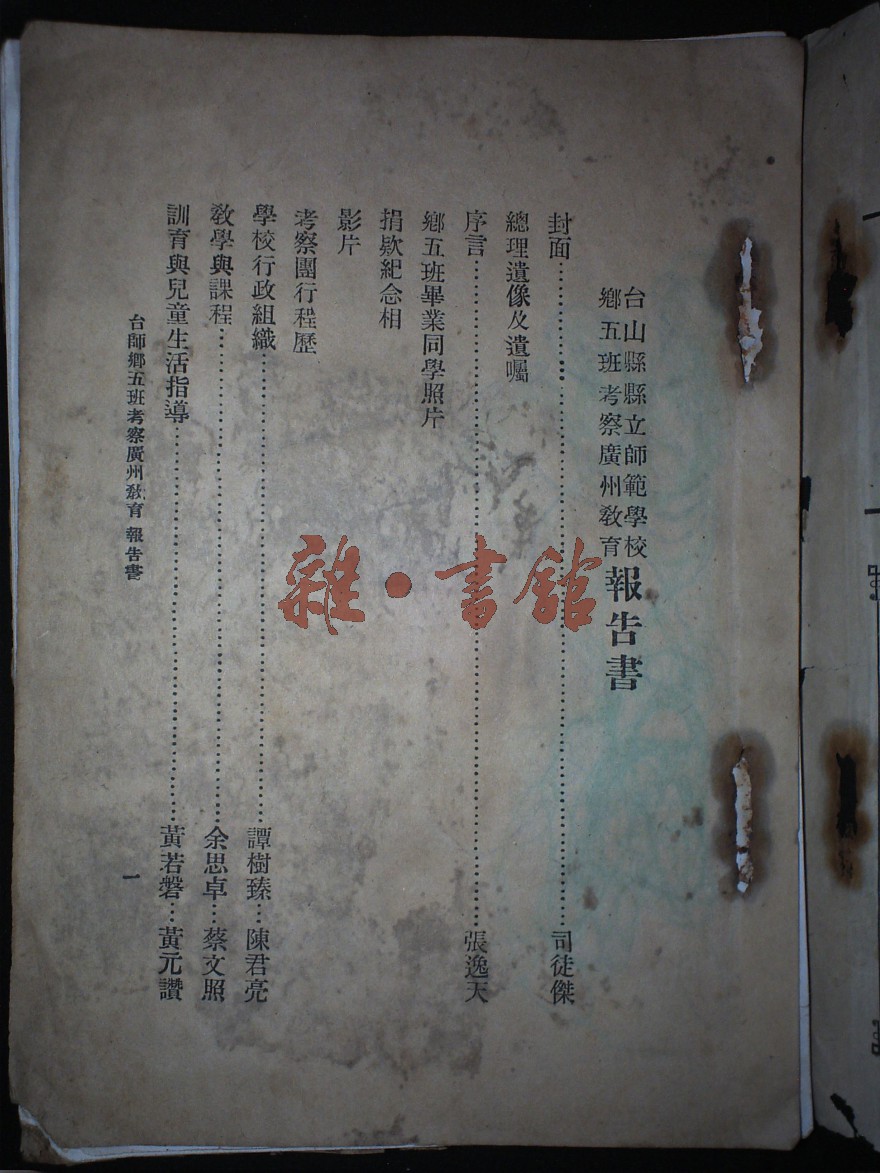 台山縣縣立師範學校
鄉五班考察廣州教育
報告書
封面……司徒傑
總理遺像及遺囑
序言……張逸天
鄉五班畢業同學照片
捐欵紀念相
影片
考察團行程歷
學校行政組織……譚樹臻…陳君亮
教學與課程……余思卓…蔡文照
訓育與兒童生活指導……黃若磐…黃元讚
台師鄉五班考察廣州教育 報告書
一
雜·書館